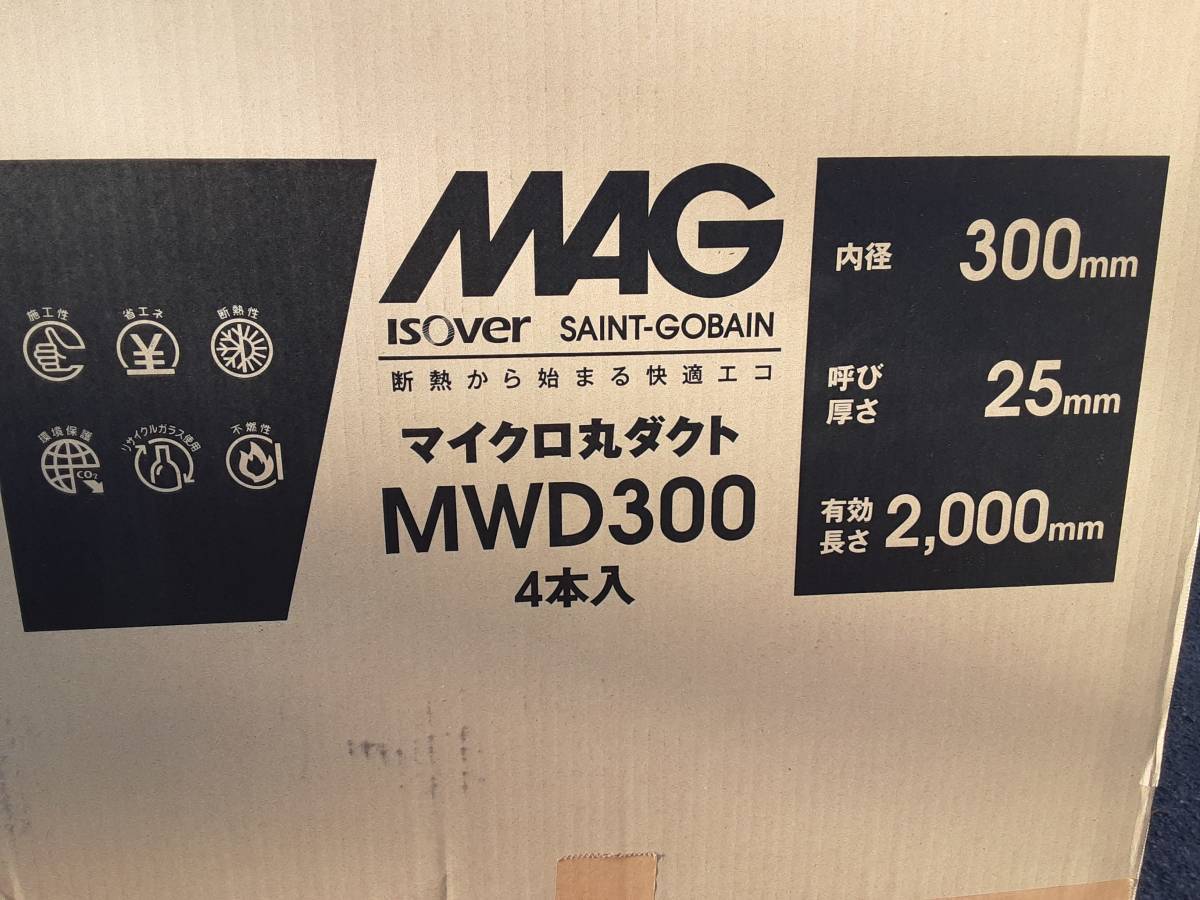 施工性
省エネ
断熱性
環境保護
CO2
リサイクルガラス使用
不燃性
MAG
ISOVER SAINT-GOBAIN
断熱から始まる快適エコ
マイクロ丸ダクト
MWD300
4本入
内径 300mm
呼び
厚さ 25mm
有効
長さ 2,000mm